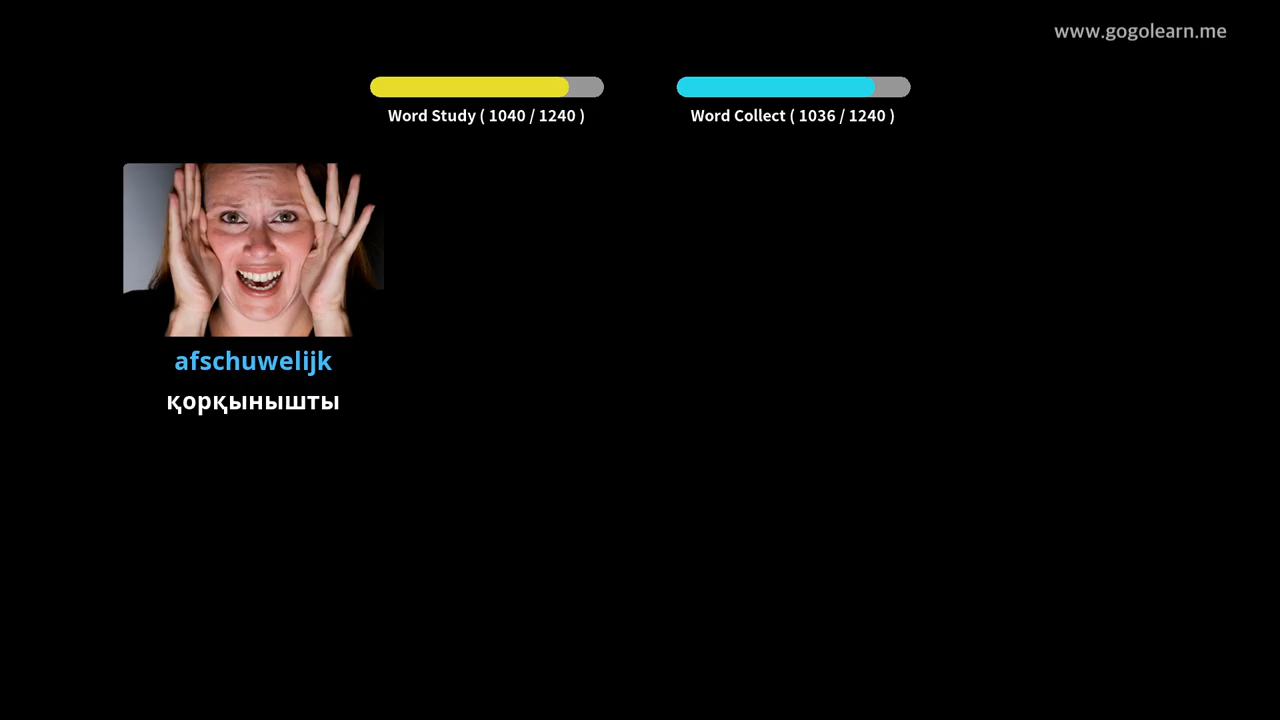 www.gogolearn.me
Word Study ( 1040 / 1240 )
Word Collect ( 1036 / 1240 )
afschuwelijk
қорқынышты